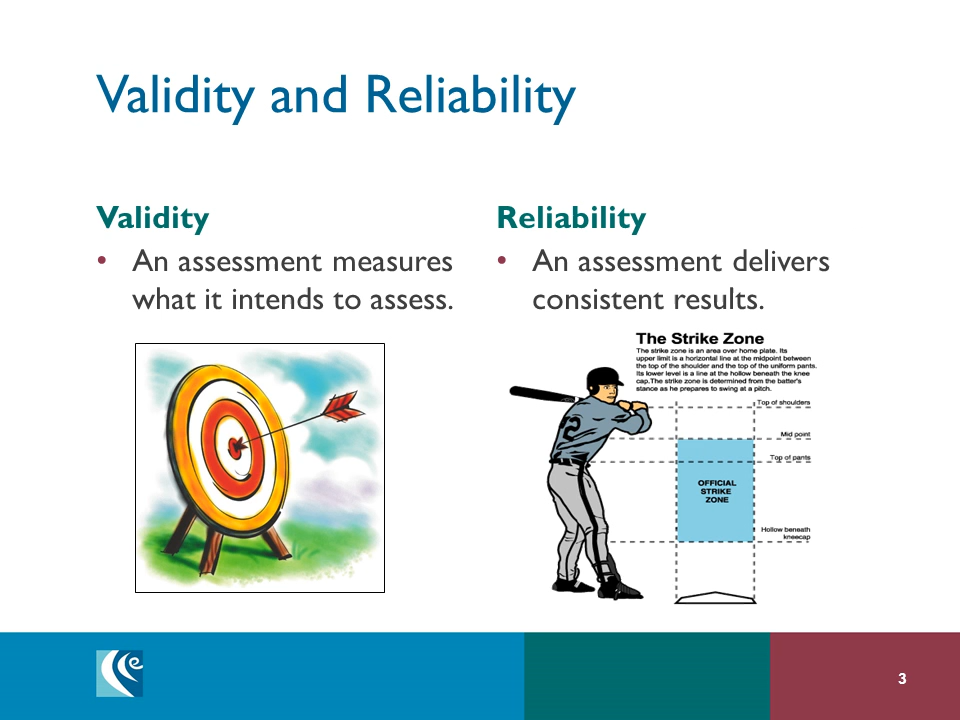 Validity and Reliability
Validity
• An assessment measures
what it intends to assess.
Reliability
• An assessment delivers
consistent results.
The Strike Zone
The strike zone is an area over home plate. Its
upper limit is a horizontal line at the midpoint between
the top of the shoulder and the top of the uniform pants.
Its lower level is a line at the hollow beneath the knee
cap.The strike zone is determined from the batter's
stance as he prepares to swing at a pitch.
Top of shoulders
Mid point
Top of pants
OFFICIAL
STRIKE
ZONE
Hollow beneath
kneecap
2
e
3